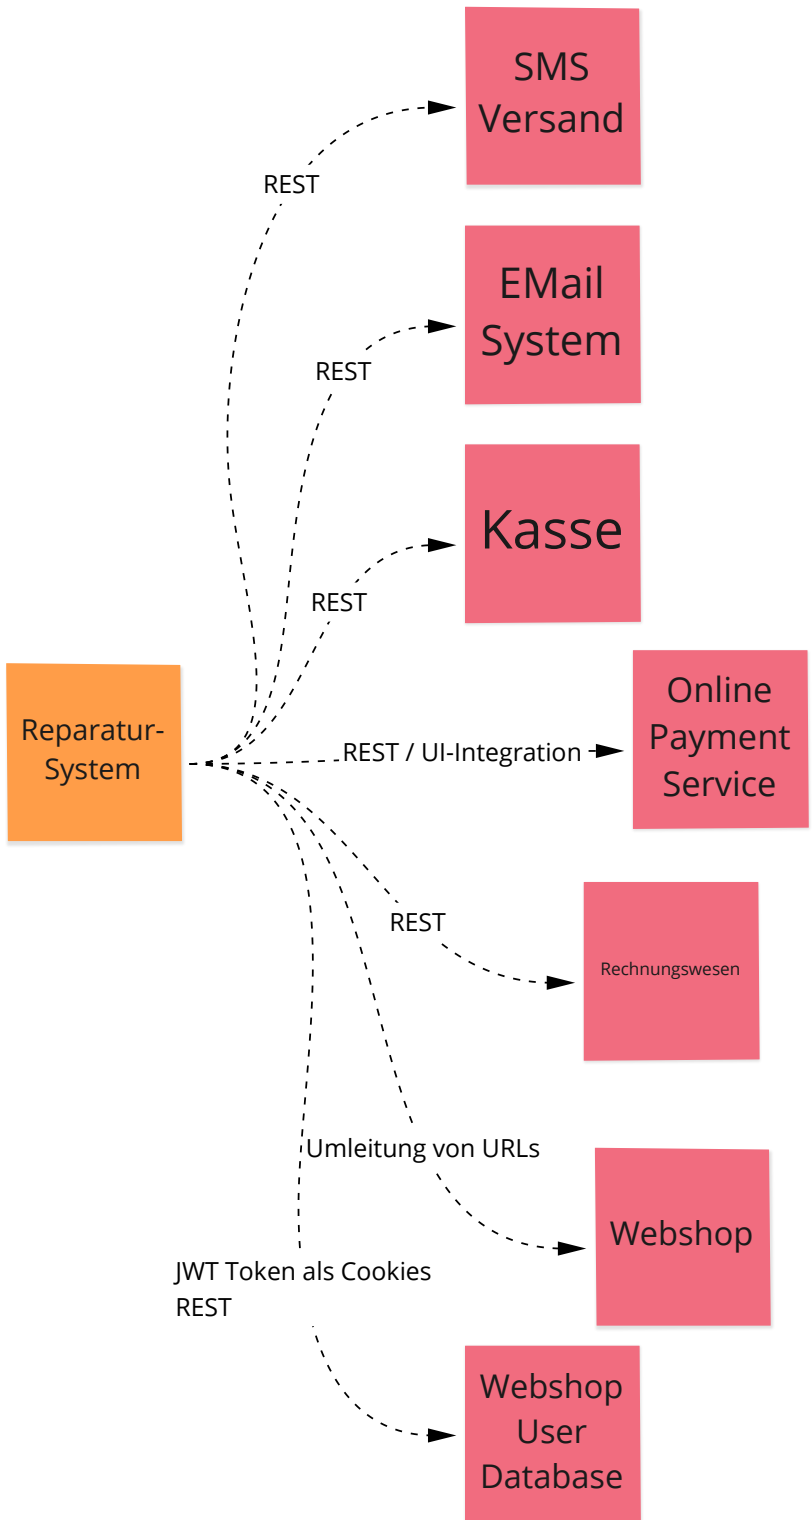 SMS
Versand
REST
EMail
System
REST
Kasse
REST
Reparatur-
System
Online
Payment
Service
REST / UI-Integration
REST
Rechnungswesen
Umleitung von URLs
Webshop
JWT Token als Cookies
REST
Webshop
User
Database